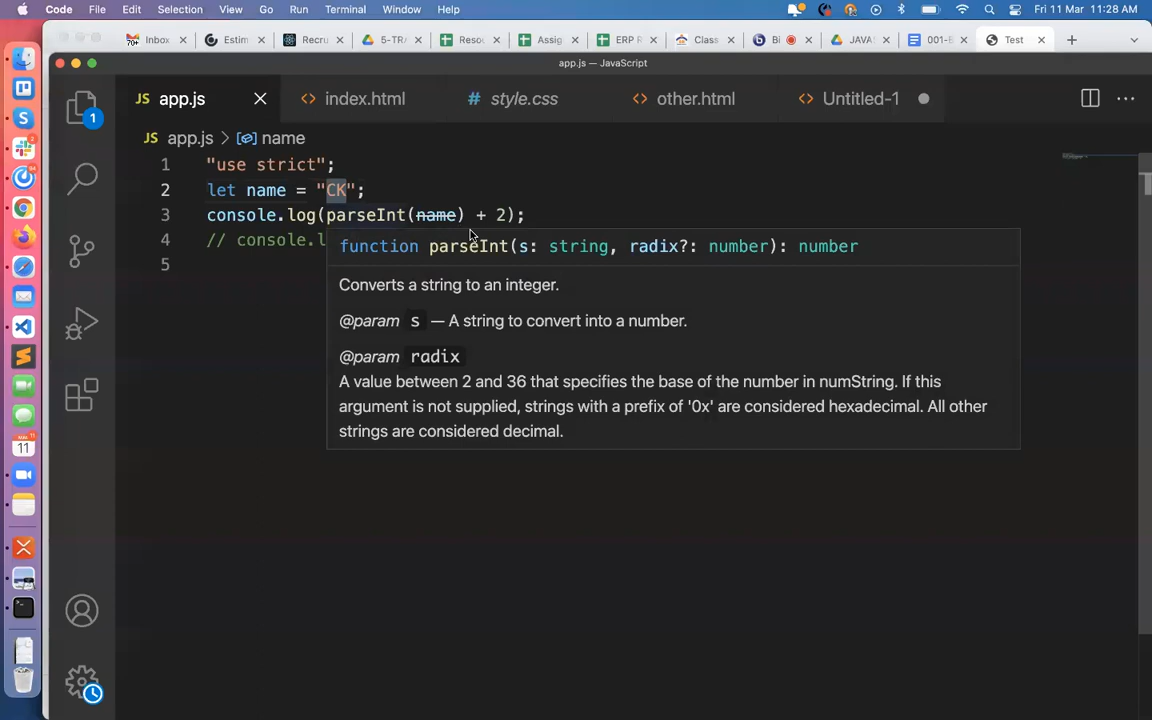 Code File Edit Selection View Go Run Terminal Window Help Fri 11 Mar 11:28 AM
70+ Inbox Estim Recru 5-TRA Resou Assig ERP R Class Bi JAVA 001-E Test
app.js — JavaScript
JS app.js index.html # style.css other.html Untitled-1
JS app.js > name
1 "use strict";
2 let name = "CK";
3 console.log(parseInt(name) + 2);
4 // console.l
5
function parseInt(s: string, radix?: number): number
Converts a string to an integer.
@param s — A string to convert into a number.
@param radix
A value between 2 and 36 that specifies the base of the number in numString. If this
argument is not supplied, strings with a prefix of '0x' are considered hexadecimal. All other
strings are considered decimal.
1
11